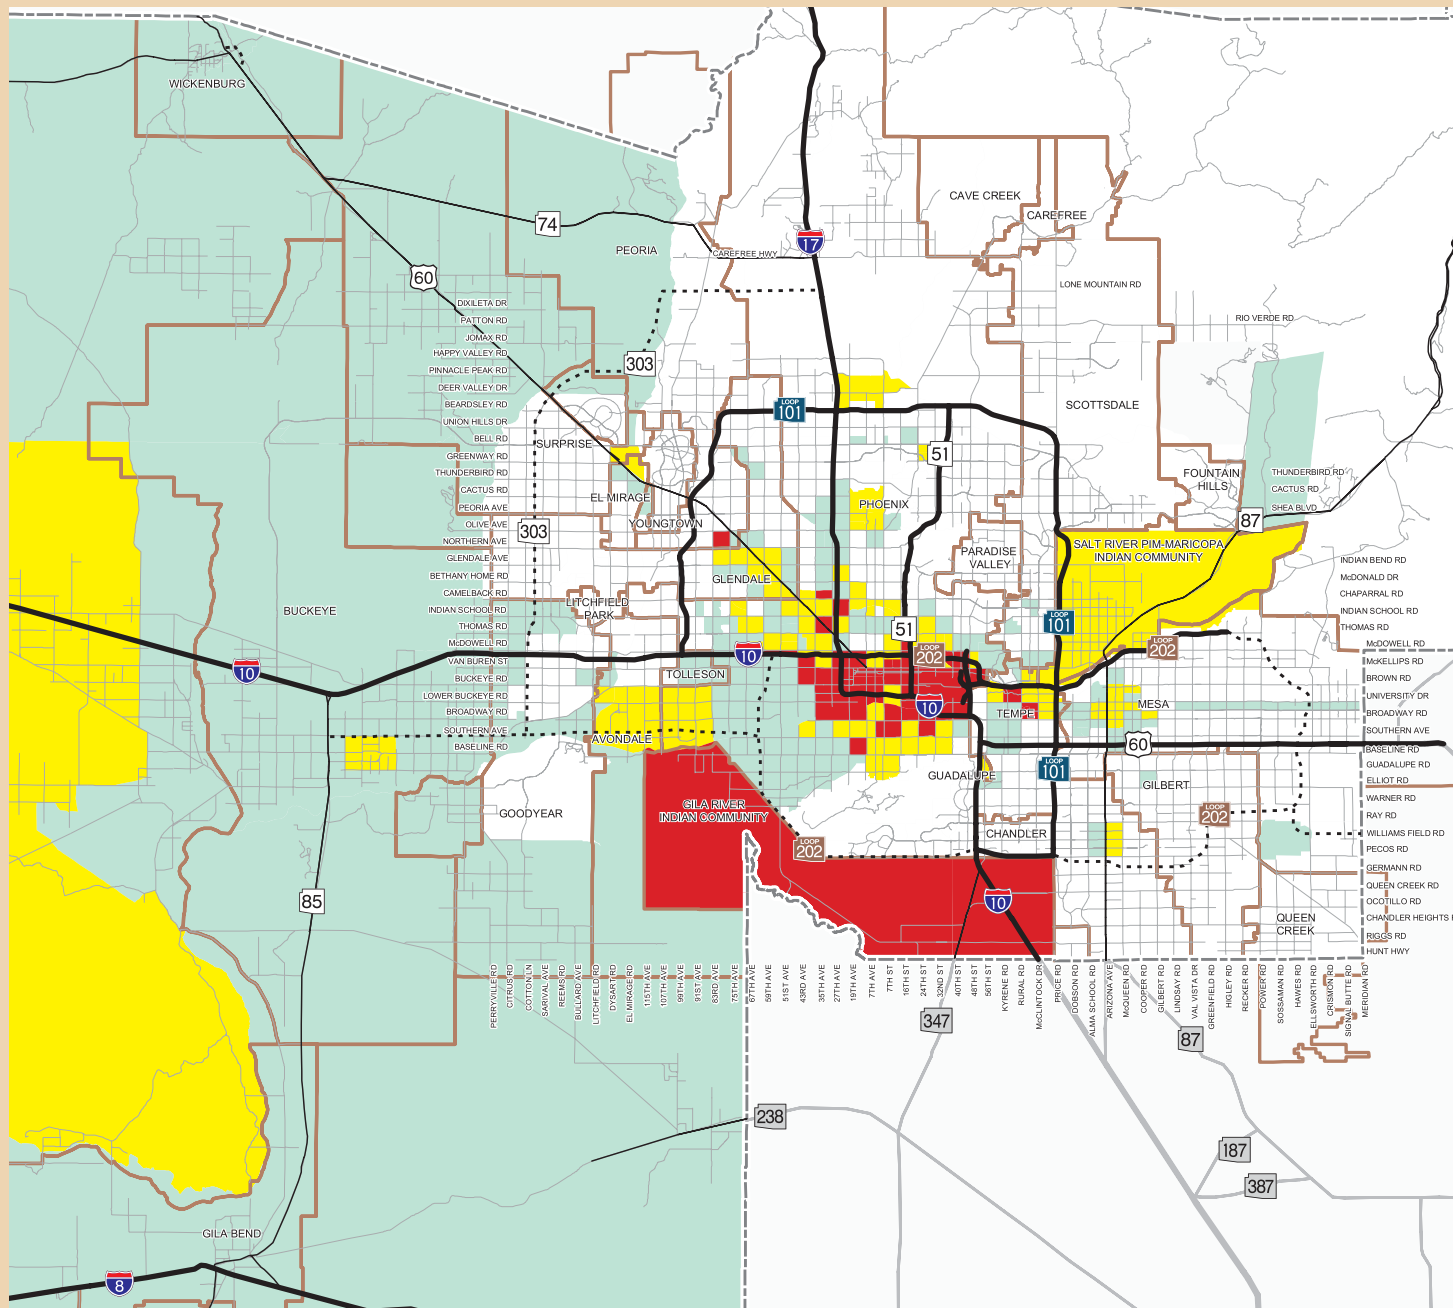 WICKENBURG
CAVE CREEK
CAREFREE
74
17
PEORIA
CAREFREE HWY
60
LONE MOUNTAIN RD
DIXILETA DR
PATTON RD
RIO VERDE RD
JOMAX RD
HAPPY VALLEY RD
303
PINNACLE PEAK RD
DEER VALLEY DR
BEARDSLEY RD
LOOP
101
SCOTTSDALE
UNION HILLS DR
BELL RD
SURPRISE
51
GREENWAY RD
THUNDERBIRD RD
CACTUS RD
PEORIA AVE
OLIVE AVE
NORTHERN AVE
GLENDALE AVE
BETHANY HOME RD
CAMELBACK RD
INDIAN SCHOOL RD
THOMAS RD
McDOWELL RD
VAN BUREN ST
BUCKEYE RD
LOWER BUCKEYE RD
BROADWAY RD
SOUTHERN AVE
BASELINE RD
FOUNTAIN
HILLS
THUNDERBIRD RD
CACTUS RD
SHEA BLVD
EL MIRAGE
YOUNGTOWN
PHOENIX
87
303
SALT RIVER PIM-MARICOPA
INDIAN COMMUNITY
PARADISE
VALLEY
GLENDALE
BUCKEYE
LITCHFIELD
PARK
LOOP
101
51
LOOP
202
LOOP
202
10
10
10
TOLLESON
MESA
TEMPE
AVONDALE
60
GUADALUPE
LOOP
101
GILBERT
GOODYEAR
GILA RIVER
INDIAN COMMUNITY
LOOP
202
CHANDLER
LOOP
202
INDIAN BEND RD
McDONALD DR
CHAPARRAL RD
INDIAN SCHOOL RD
THOMAS RD
McDOWELL RD
McKELLIPS RD
BROWN RD
UNIVERSITY DR
BROADWAY RD
SOUTHERN AVE
BASELINE RD
GUADALUPE RD
ELLIOT RD
WARNER RD
RAY RD
WILLIAMS FIELD RD
PECOS RD
GERMANN RD
QUEEN CREEK RD
OCOTILLO RD
CHANDLER HEIGHTS
RIGGS RD
HUNT HWY
85
10
QUEEN
CREEK
PERRYVILLE RD
CITRUS RD
COTTON LN
SARIVAL AVE
REEMS RD
BULLARD AVE
LITCHFIELD RD
DYSART RD
EL MIRAGE RD
115TH AVE
107TH AVE
99TH AVE
91ST AVE
83RD AVE
75TH AVE
67TH AVE
59TH AVE
51ST AVE
43RD AVE
35TH AVE
27TH AVE
19TH AVE
7TH AVE
7TH ST
16TH ST
24TH ST
32ND ST
40TH ST
48TH ST
56TH ST
KYRENE RD
RURAL RD
McCLINTOCK RD
PRICE RD
DOBSON RD
ALMA SCHOOL RD
ARIZONA AVE
McQUEEN RD
COOPER RD
GILBERT RD
LINDSAY RD
VAL VISTA DR
GREENFIELD RD
HIGLEY RD
RECKER RD
POWER RD
SOSSAMAN RD
HAWES RD
ELLSWORTH RD
CRISMON RD
SIGNAL BUTTE RD
MERIDIAN RD
347
87
238
187
387
GILA BEND
8